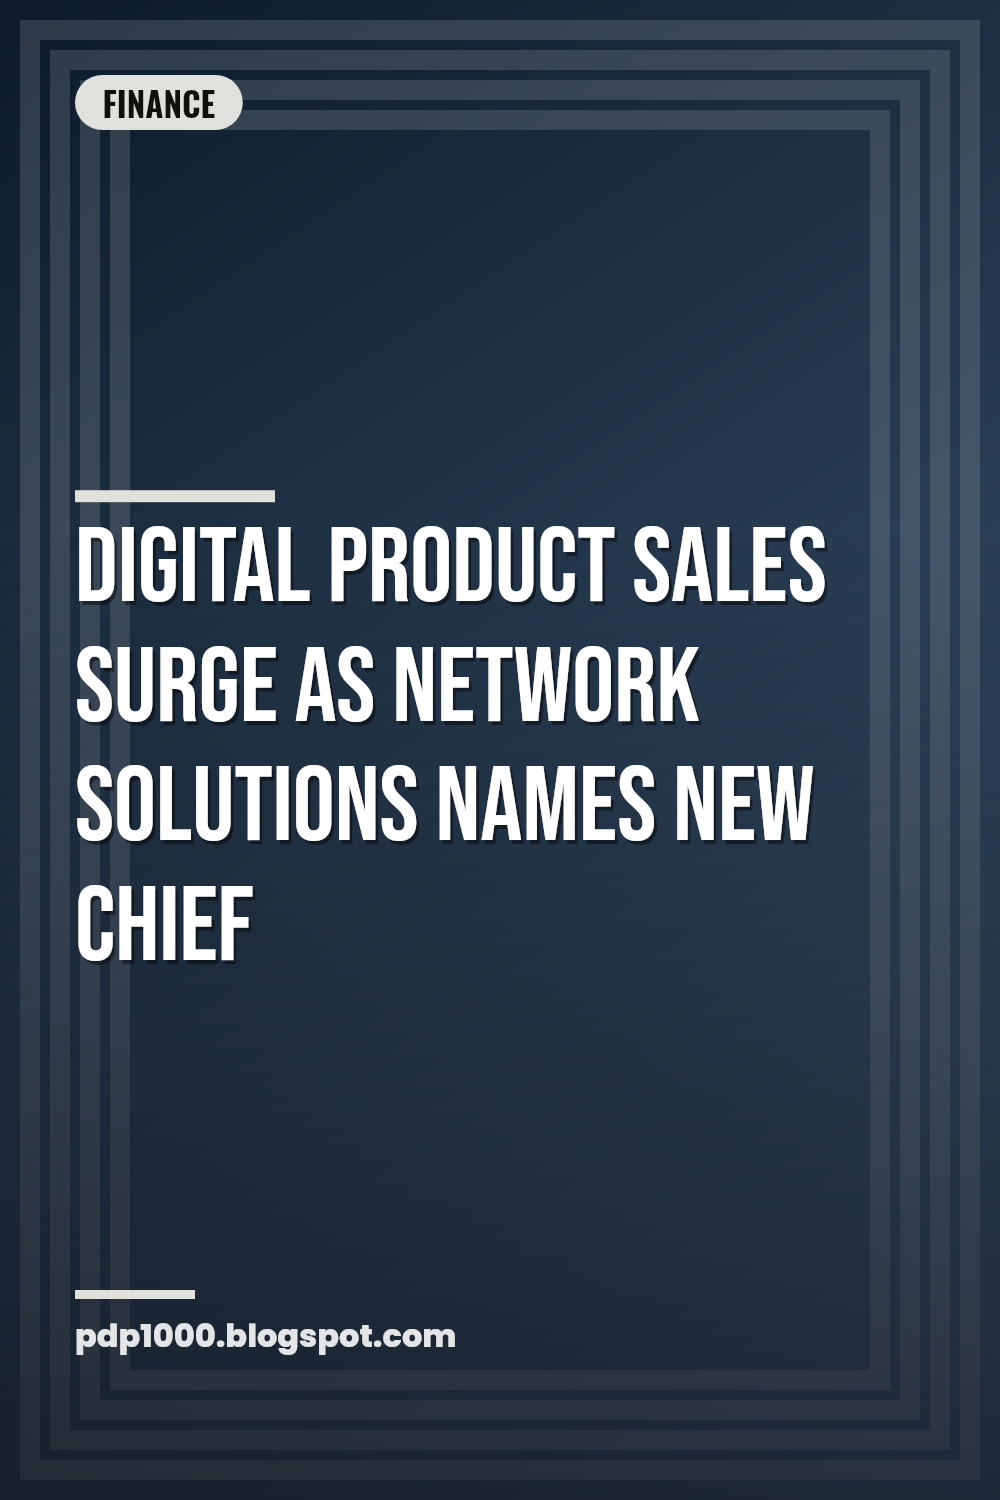 FINANCE
DIGITAL PRODUCT SALES
SURGE AS NETWORK
SOLUTIONS NAMES NEW
CHIEF
pdp1000.blogspot.com